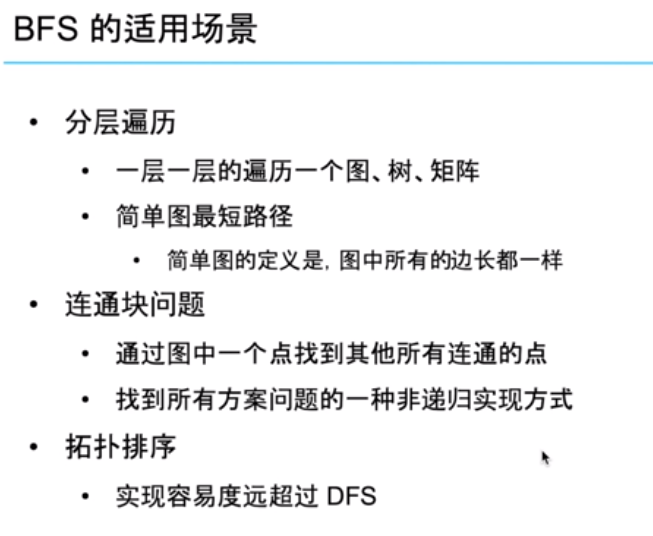 BFS 的适用场景
• 分层遍历
• 一层一层的遍历一个图、树、矩阵
• 简单图最短路径
• 简单图的定义是, 图中所有的边长都一样
• 连通块问题
• 通过图中一个点找到其他所有连通的点
• 找到所有方案问题的一种非递归实现方式
• 拓扑排序
• 实现容易度远超过 DFS